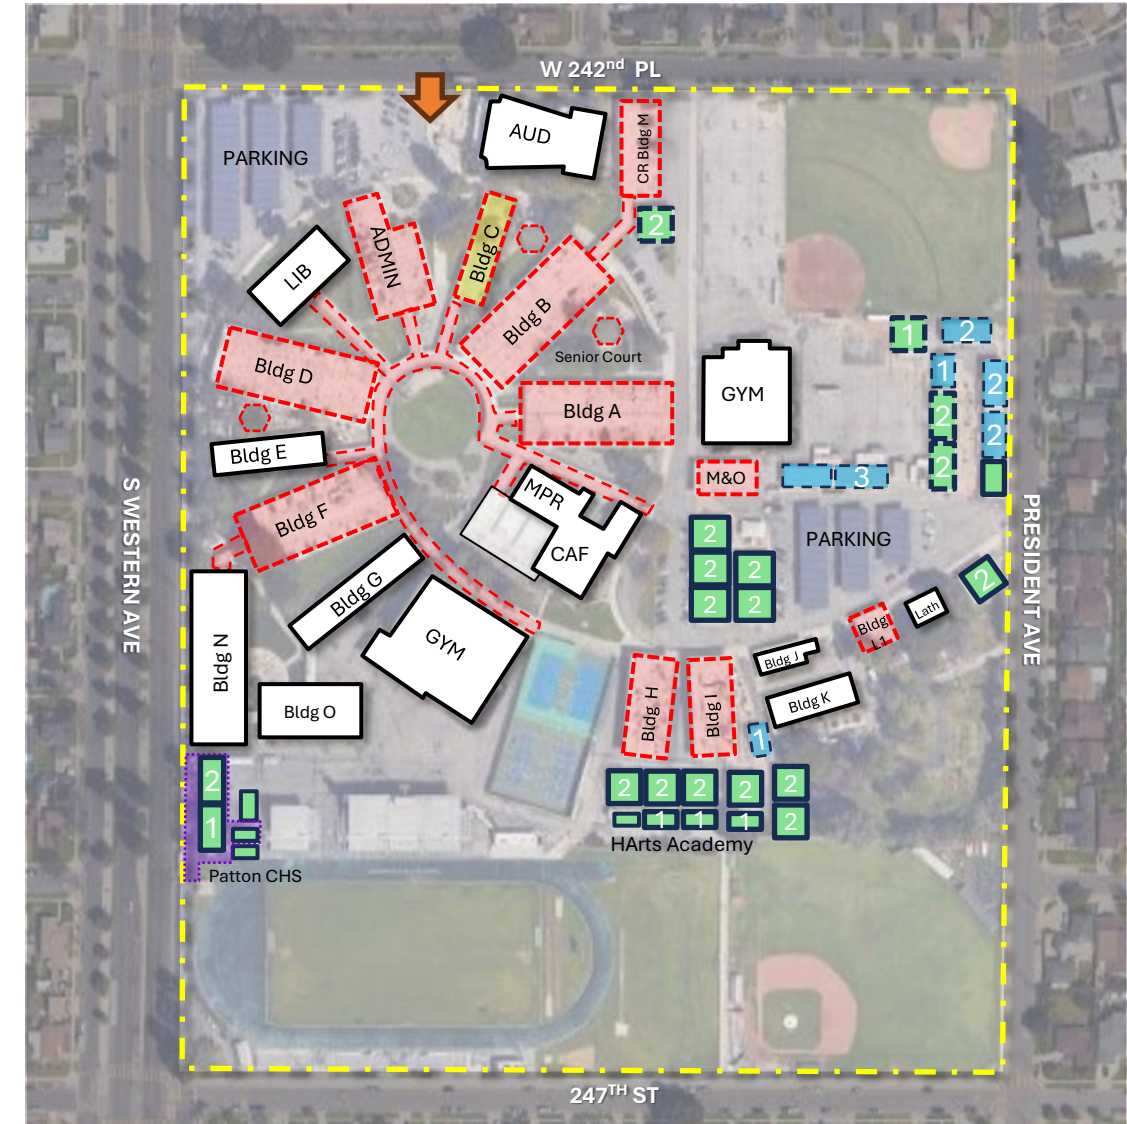 W 242nd PL
AUD
CR Bldg M
PARKING
2
ADMIN
Bldg C
LIB
Bldg B
Senior Court
1
2
Bldg D
1
2
GYM
Bldg A
2
2
Bldg E
2
M&O
3
MPR
Bldg F
S WESTERN AVE
PRESIDENT AVE
2
PARKING
CAF
2
2
2
2
2
Bldg G
Lath
Bldg
L1
GYM
Bldg N
Bldg J
Bldg K
Bldg H
Bldg I
Bldg O
1
2
2
2
2
2
2
1
1
1
1
2
HArts Academy
Patton CHS
247TH ST